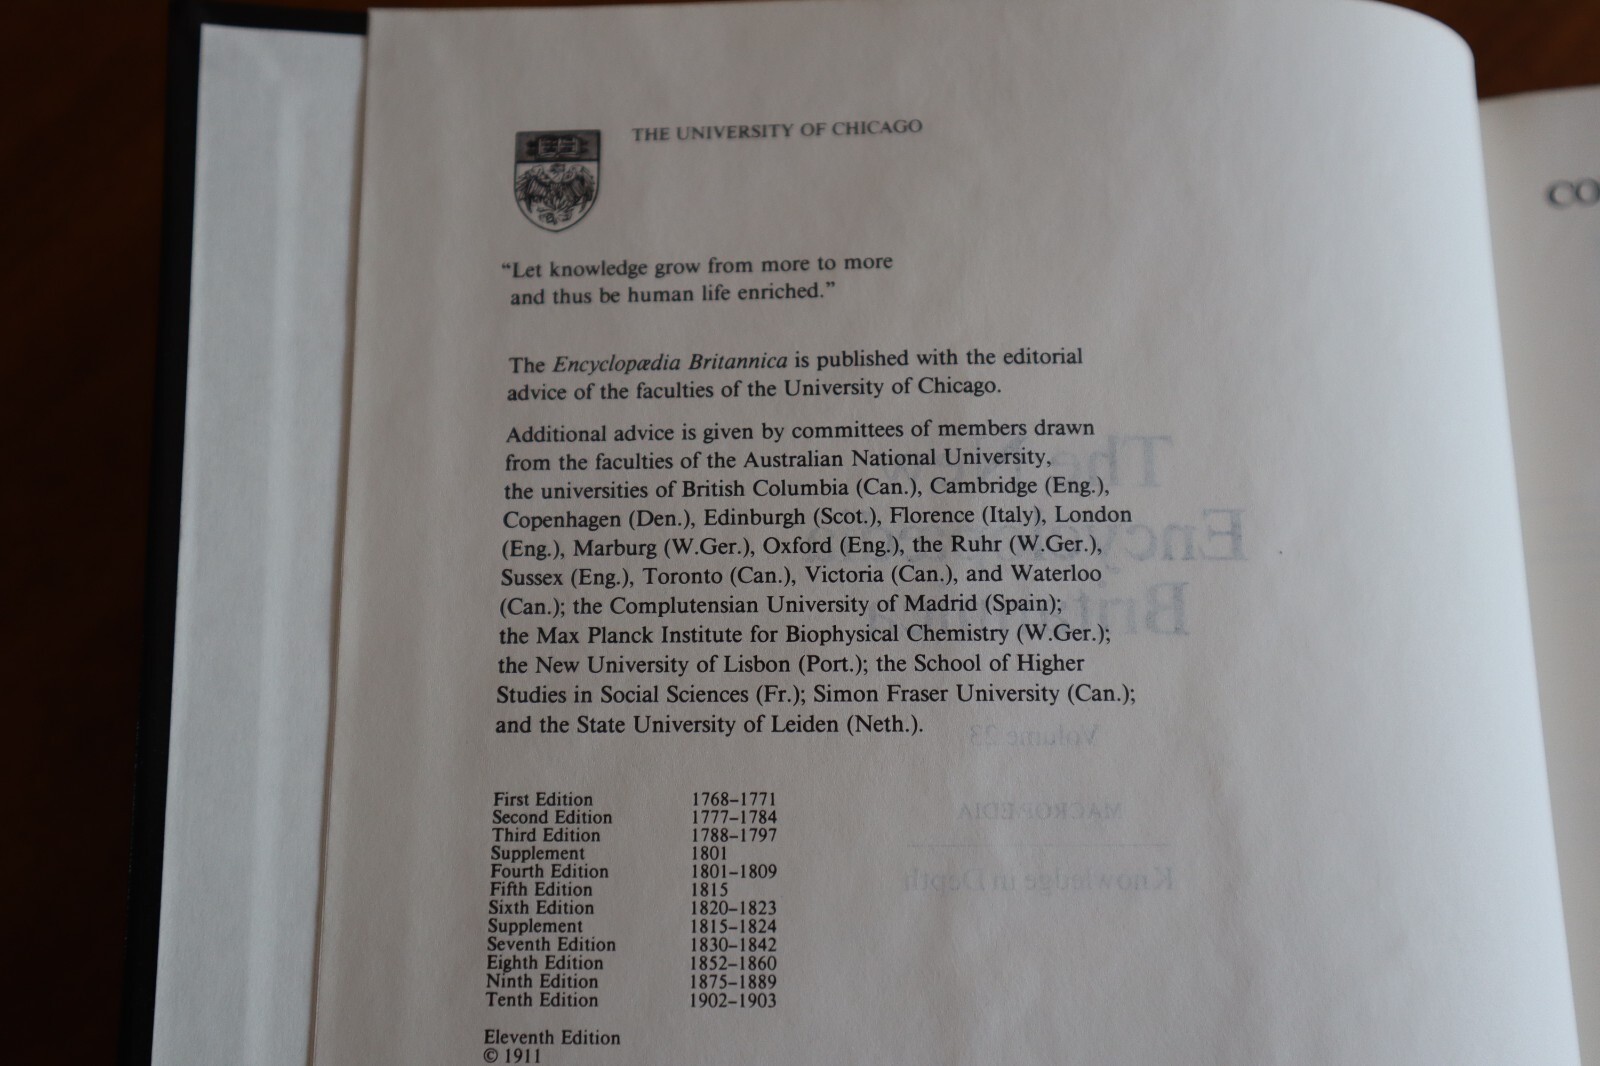 THE UNIVERSITY OF CHICAGO
“Let knowledge grow from more to more
and thus be human life enriched.”
The Encyclopædia Britannica is published with the editorial
advice of the faculties of the University of Chicago.
Additional advice is given by committees of members drawn
from the faculties of the Australian National University,
the universities of British Columbia (Can.), Cambridge (Eng.),
Copenhagen (Den.), Edinburgh (Scot.), Florence (Italy), London
(Eng.), Marburg (W.Ger.), Oxford (Eng.), the Ruhr (W.Ger.),
Sussex (Eng.), Toronto (Can.), Victoria (Can.), and Waterloo
(Can.); the Complutensian University of Madrid (Spain);
the Max Planck Institute for Biophysical Chemistry (W.Ger.);
the New University of Lisbon (Port.); the School of Higher
Studies in Social Sciences (Fr.); Simon Fraser University (Can.);
and the State University of Leiden (Neth.).
First Edition 1768–1771
Second Edition 1777–1784
Third Edition 1788–1797
Supplement 1801
Fourth Edition 1801–1809
Fifth Edition 1815
Sixth Edition 1820–1823
Supplement 1815–1824
Seventh Edition 1830–1842
Eighth Edition 1852–1860
Ninth Edition 1875–1889
Tenth Edition 1902–1903
Eleventh Edition
© 1911
CO